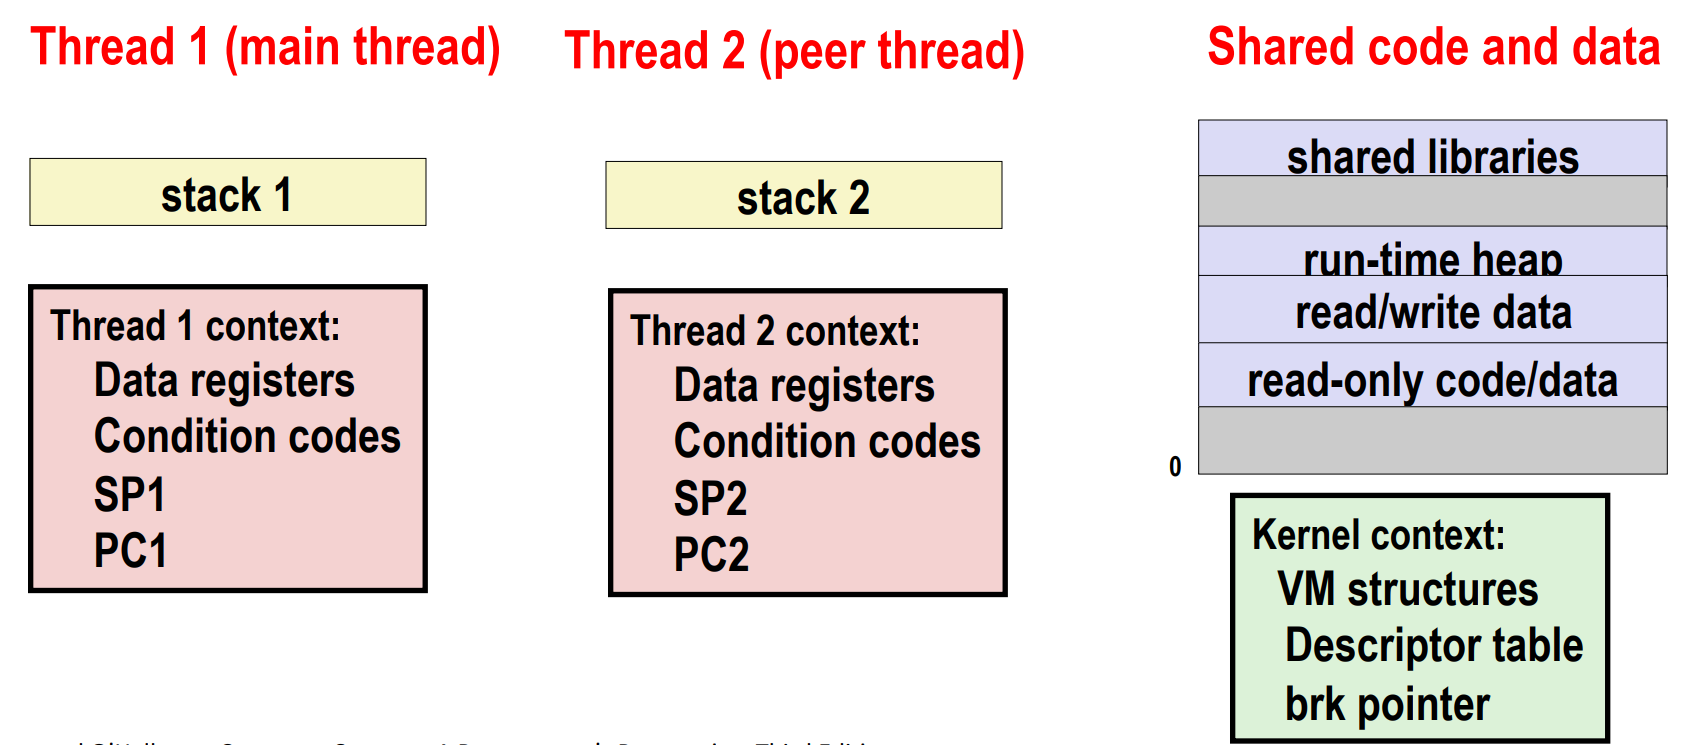 Thread 1 (main thread)
stack 1
Thread 1 context:
Data registers
Condition codes
SP1
PC1
Thread 2 (peer thread)
stack 2
Thread 2 context:
Data registers
Condition codes
SP2
PC2
Shared code and data
shared libraries
run-time heap
read/write data
read-only code/data
0
Kernel context:
VM structures
Descriptor table
brk pointer